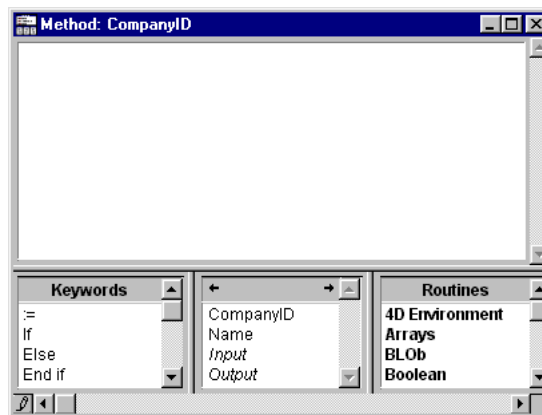 Method: CompanyID
Keywords
:=
If
Else
End if
CompanyID
Name
Input
Output
Routines
4D Environment
Arrays
BLOb
Boolean